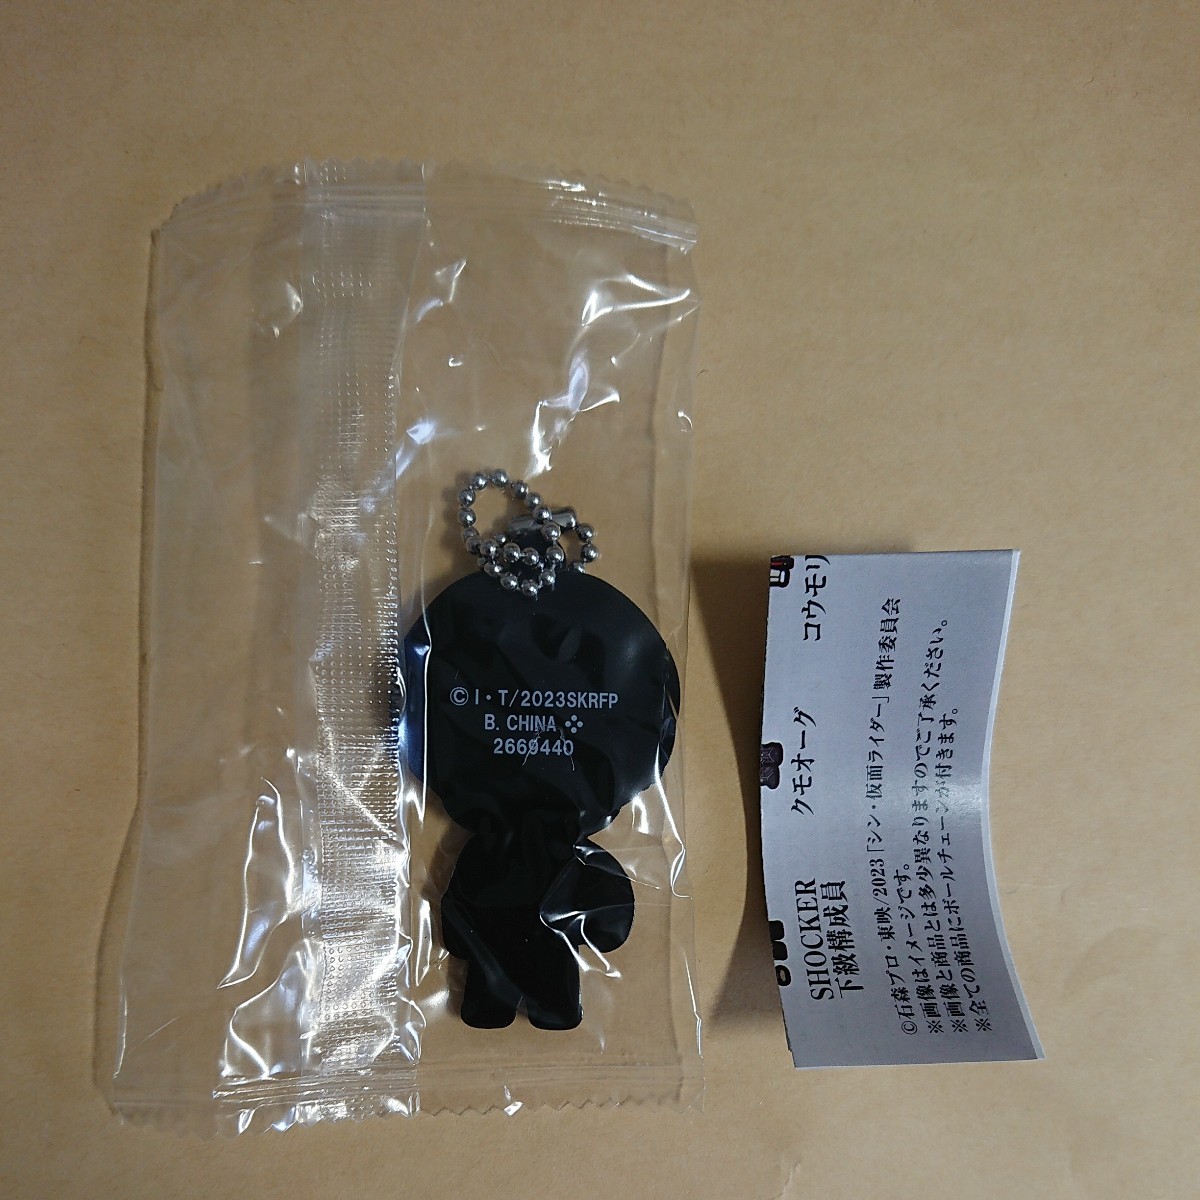 © I・T/2023SKRFP
B. CHINA
2669440
コウモリ
クモオーグ
SHOCKER
下級構成員
©石森プロ・東映/2023「シン・仮面ライダー」製作委員会
※画像はイメージです。
※画像と商品とは多少異なりますのでご了承ください。
※全ての商品にボールチェーンが付きます。